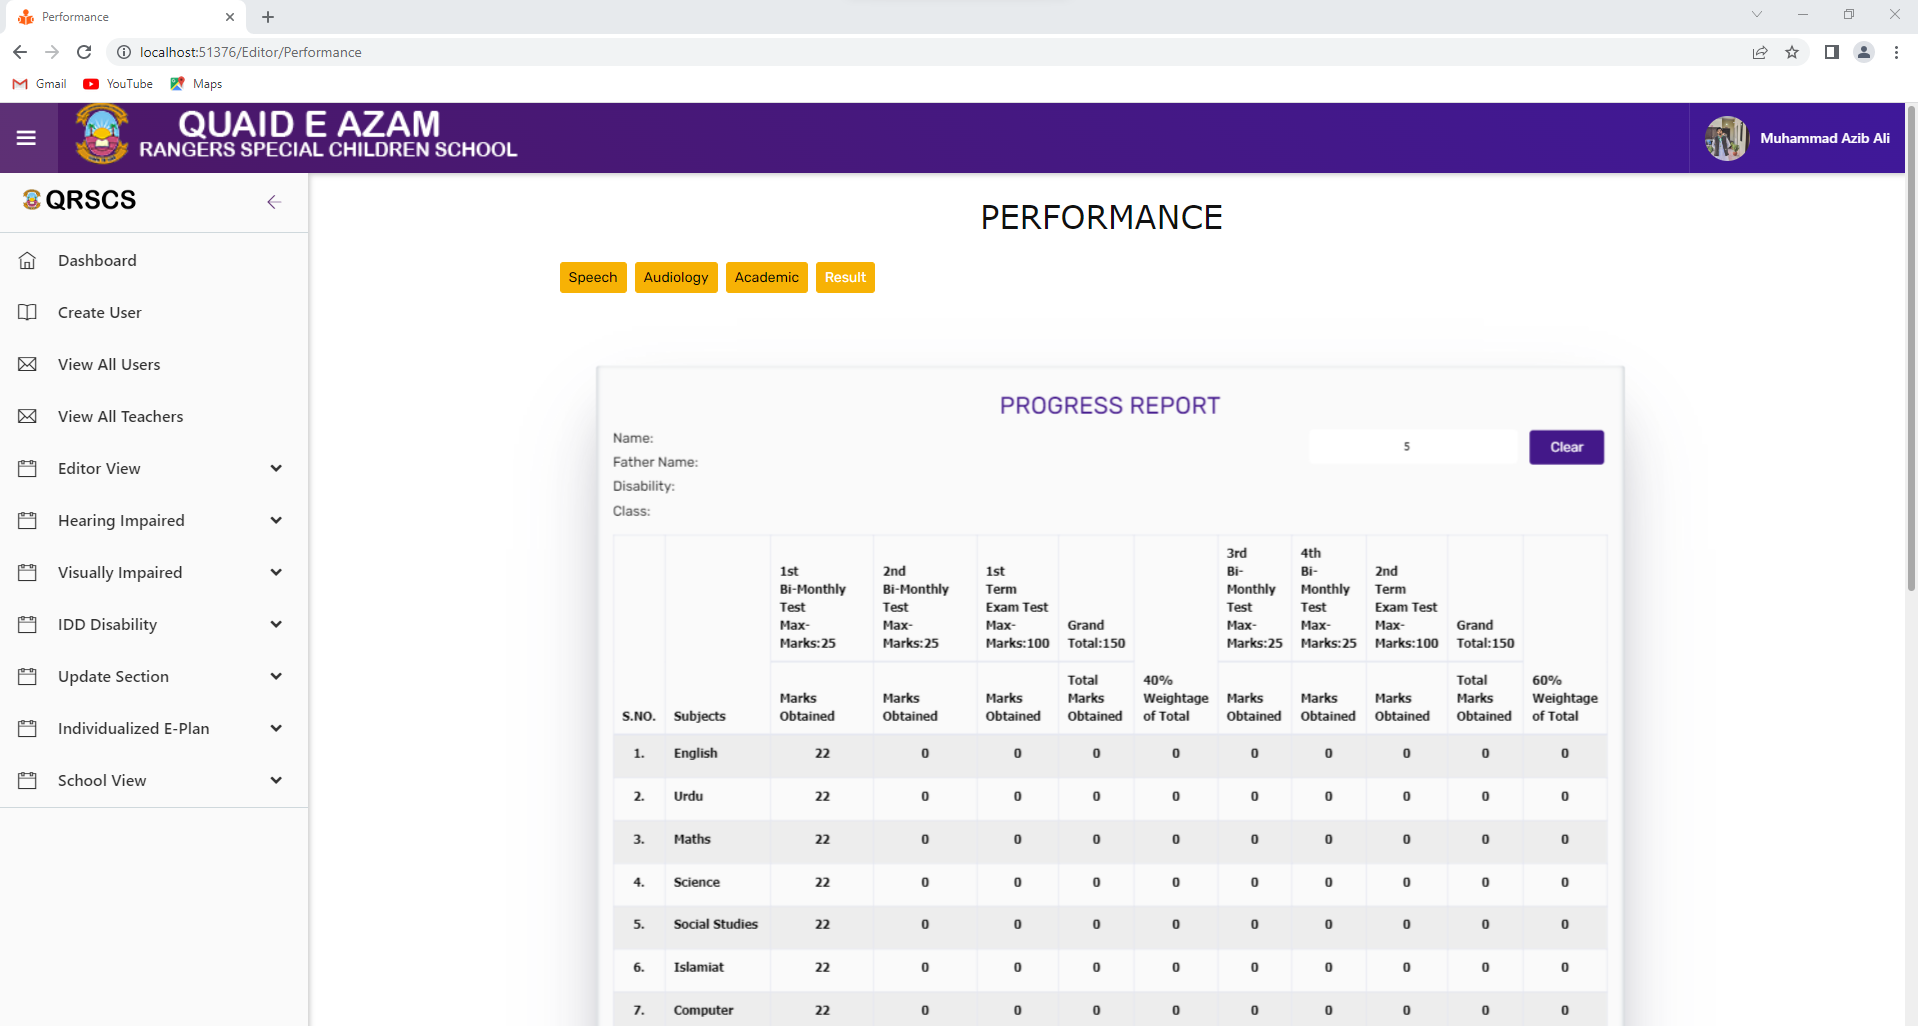 Performance
localhost:51376/Editor/Performance
Gmail YouTube Maps
QUAID E AZAM
RANGERS SPECIAL CHILDREN SCHOOL
Muhammad Azib Ali
QRSCS
Dashboard
Create User
View All Users
View All Teachers
Editor View
Hearing Impaired
Visually Impaired
IDD Disability
Update Section
Individualized E-Plan
School View
PERFORMANCE
Speech Audiology Academic Result
PROGRESS REPORT
Name:
Father Name:
Disability:
Class:
5 Clear
S.NO.
Subjects
1st
Bi-Monthly
Test
Max-
Marks:25
Marks
Obtained
2nd
Bi-Monthly
Test
Max-
Marks:25
Marks
Obtained
1st
Term
Exam Test
Max-
Marks:100
Marks
Obtained
Grand
Total:150
Total
Marks
Obtained
40%
Weightage
of Total
3rd
Bi-
Monthly
Test
Max-
Marks:25
Marks
Obtained
4th
Bi-
Monthly
Test
Max-
Marks:25
Marks
Obtained
2nd
Term
Exam Test
Max-
Marks:100
Marks
Obtained
Grand
Total:150
Total
Marks
Obtained
60%
Weightage
of Total
1. English 22 0 0 0 0 0 0 0 0 0
2. Urdu 22 0 0 0 0 0 0 0 0 0
3. Maths 22 0 0 0 0 0 0 0 0 0
4. Science 22 0 0 0 0 0 0 0 0 0
5. Social Studies 22 0 0 0 0 0 0 0 0 0
6. Islamiat 22 0 0 0 0 0 0 0 0 0
7. Computer 22 0 0 0 0 0 0 0 0 0